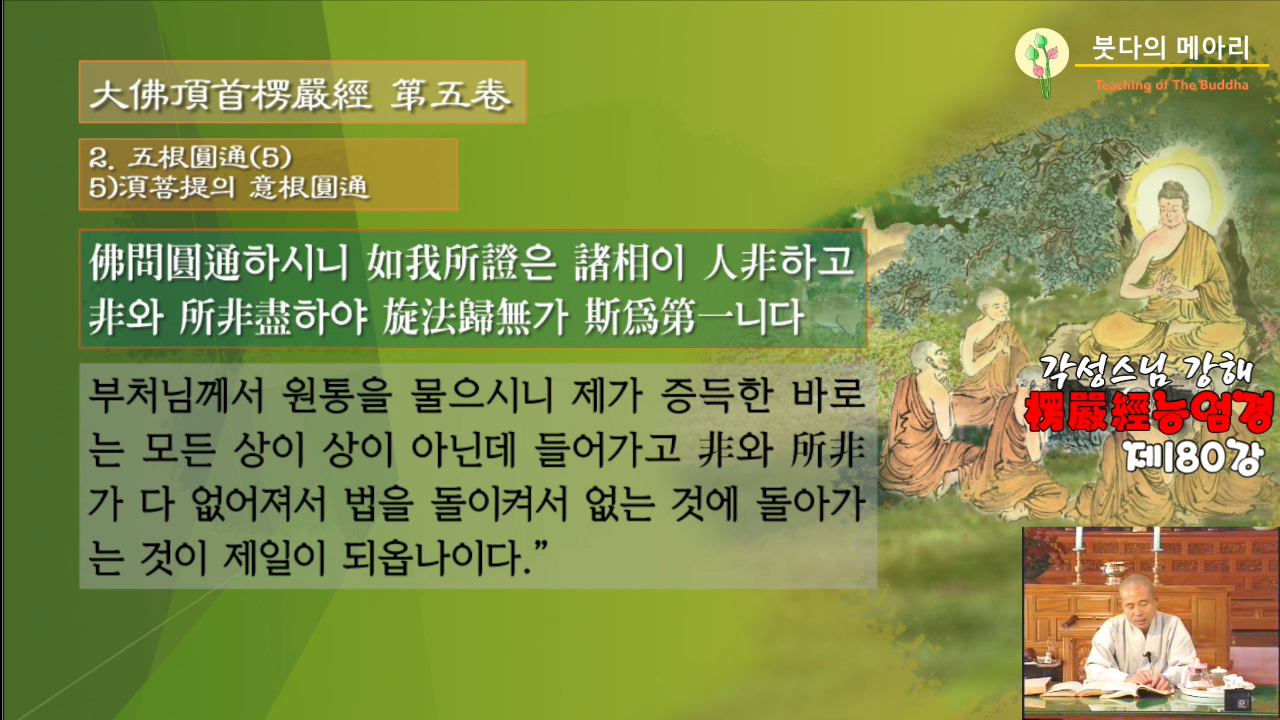 大佛頂首楞嚴經 第五卷
2. 五根圓通(5)
5)湏菩提의 意根圓通
佛問圓通하시니 如我所證은 諸相이 人非하고
非와 所非盡하야 旋法歸無가 斯爲第一니다
부처님께서 원통을 물으시니 제가 증득한 바로
는 모든 상이 상이 아닌데 들어가고 非와 所非
가 다 없어져서 법을 돌이켜서 없는 것에 돌아가
는 것이 제일이 되옵나이다.”
붓다의 메아리
Teaching of The Buddha
각성스님 강해
楞嚴經능엄경
제180강